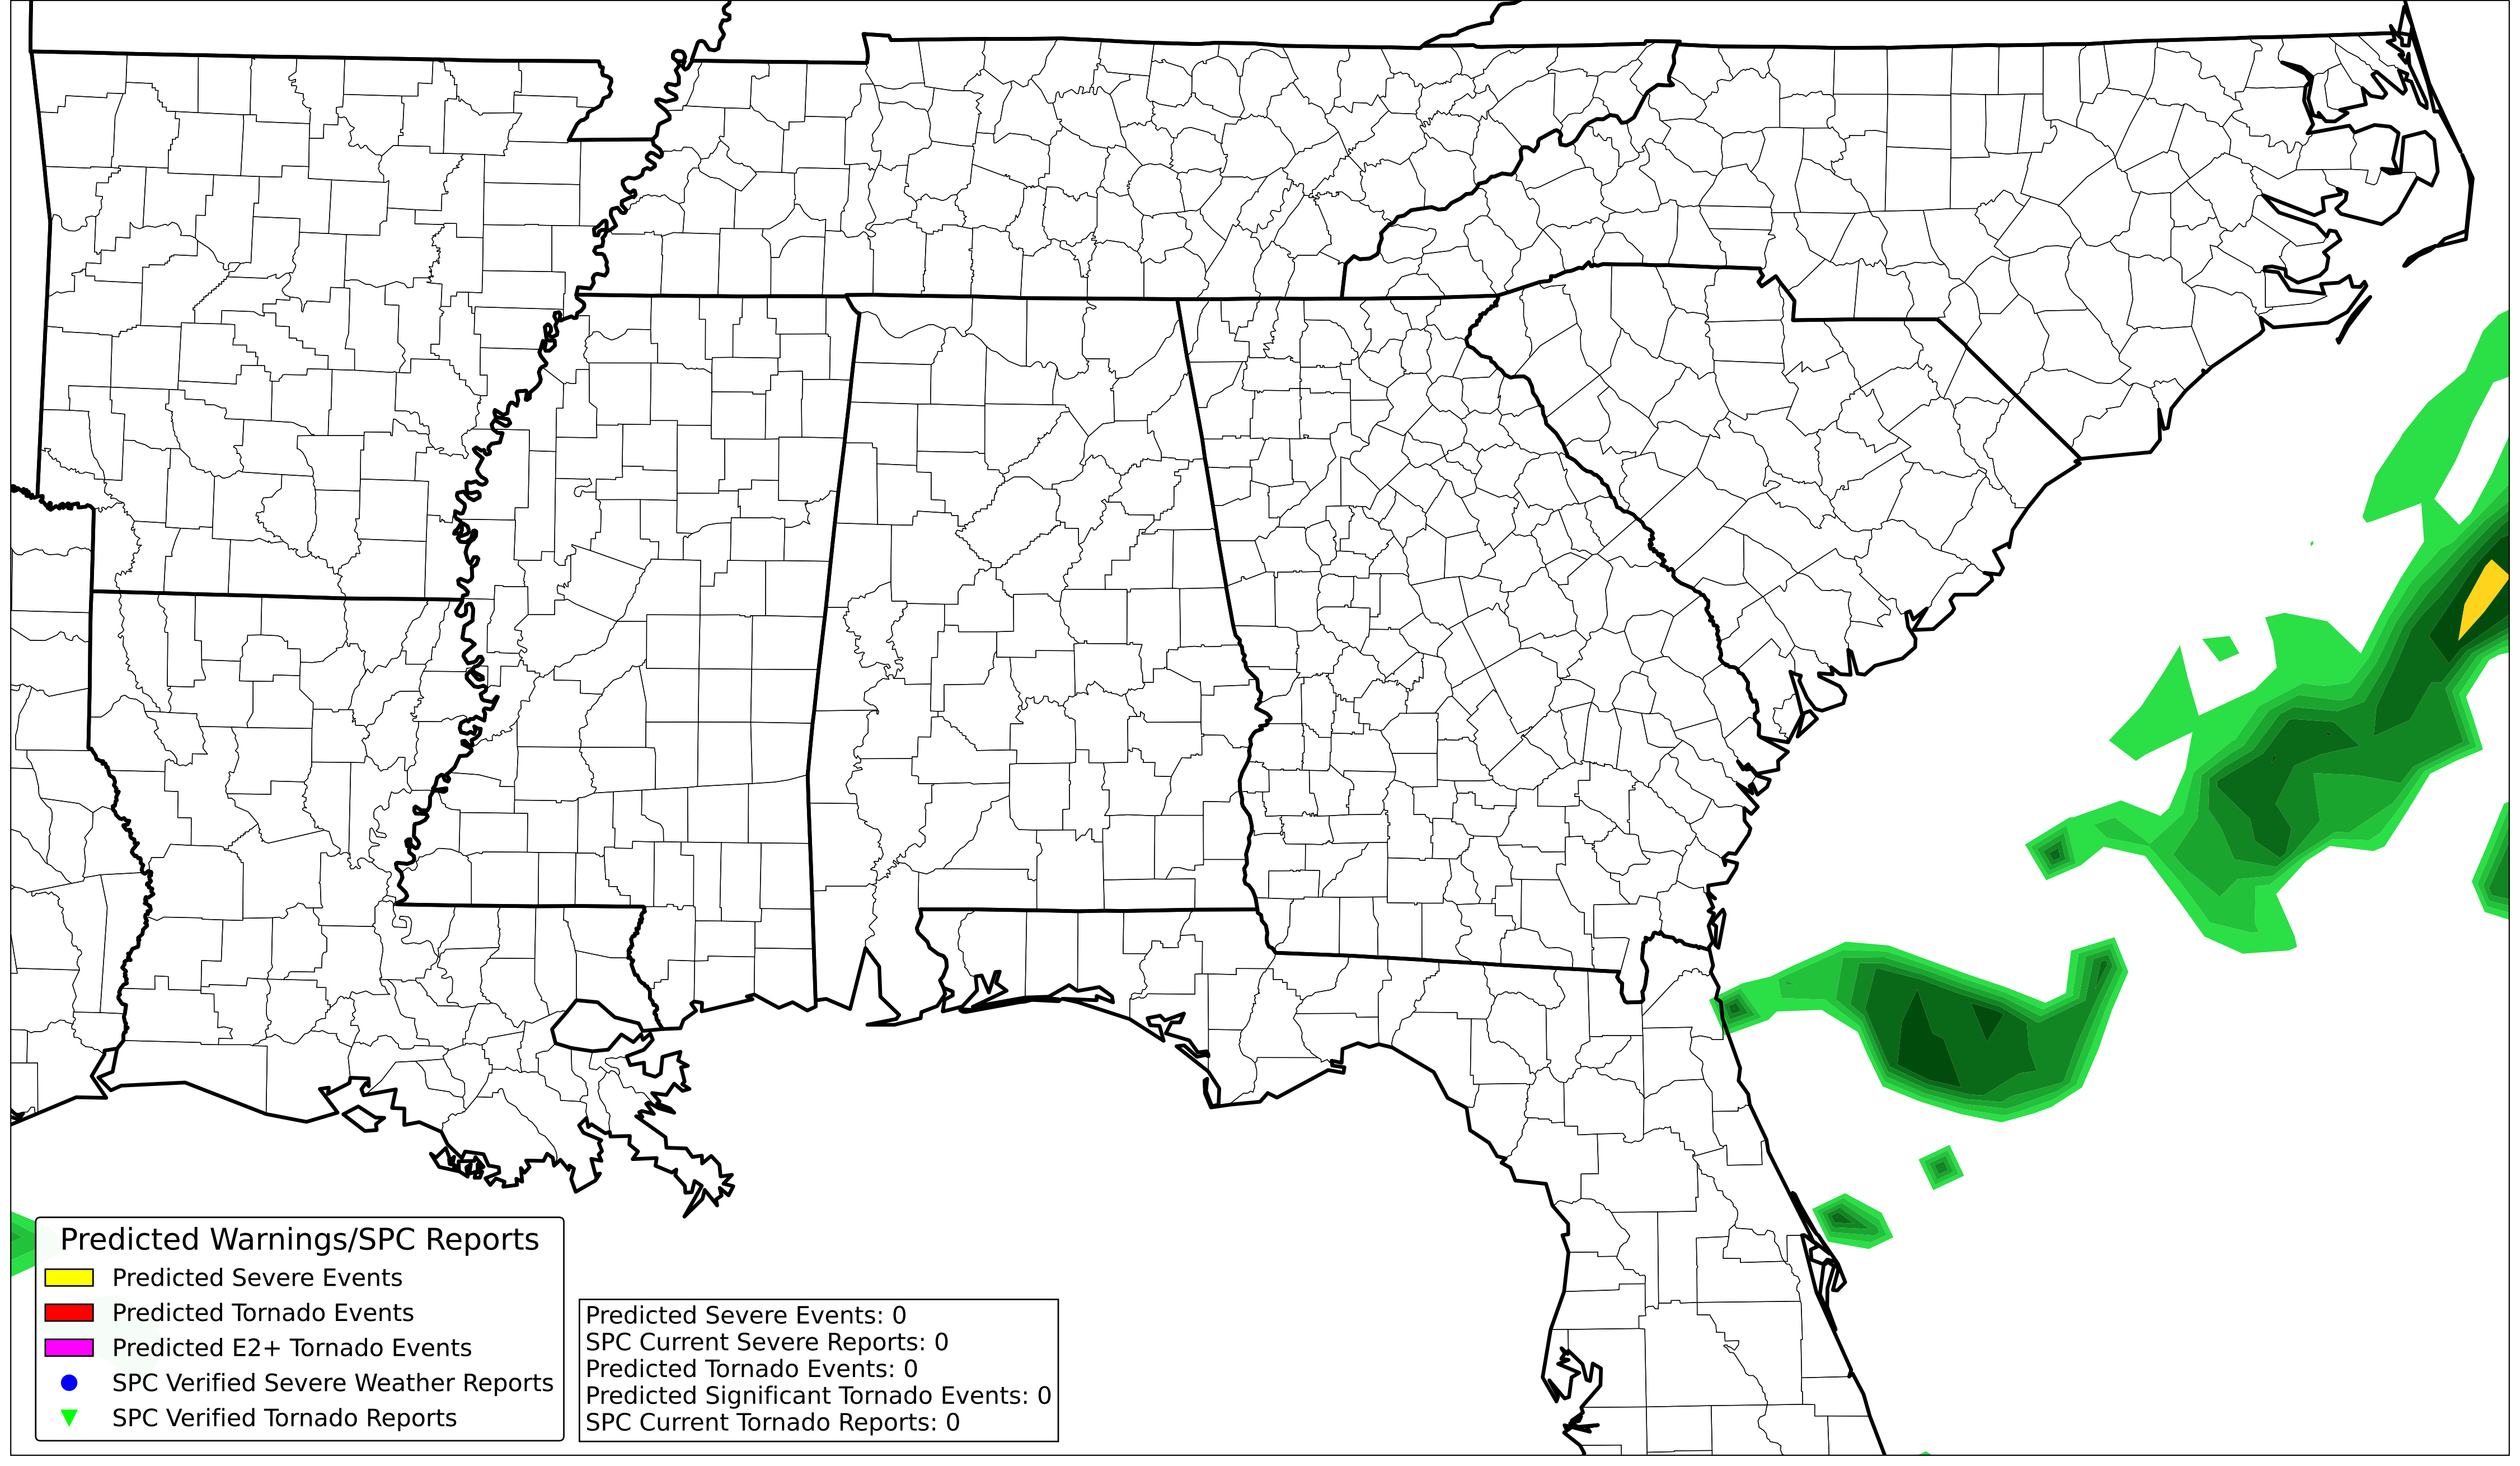 Predicted Warnings/SPC Reports
Predicted Severe Events
Predicted Tornado Events
Predicted E2+ Tornado Events
SPC Verified Severe Weather Reports
SPC Verified Tornado Reports
Predicted Severe Events: 0
SPC Current Severe Reports: 0
Predicted Tornado Events: 0
Predicted Significant Tornado Events: 0
SPC Current Tornado Reports: 0